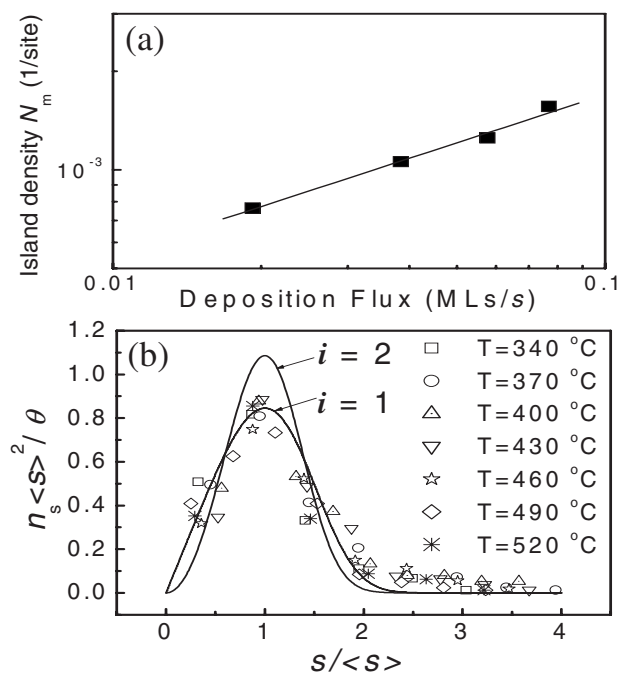 (a)
Island density N_m (1/site)
10^-3
0.01
0.1
Deposition Flux (MLs/s)
(b)
n_s<s>^2/θ
1.2
1.0
0.8
0.6
0.4
0.2
0.0
i = 2
i = 1
T=340 °C
T=370 °C
T=400 °C
T=430 °C
T=460 °C
T=490 °C
T=520 °C
0 1 2 3 4
s/<s>